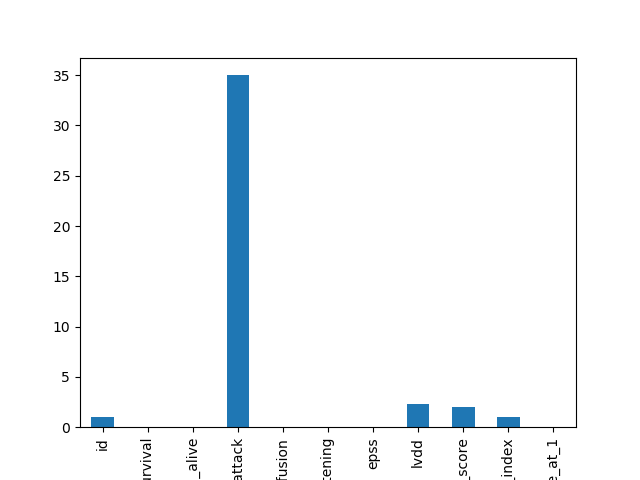 35
30
25
20
15
10
5
0
id
urvival
_alive
attack
fusion
tening
epss
lvdd
_score
_index
e_at_1